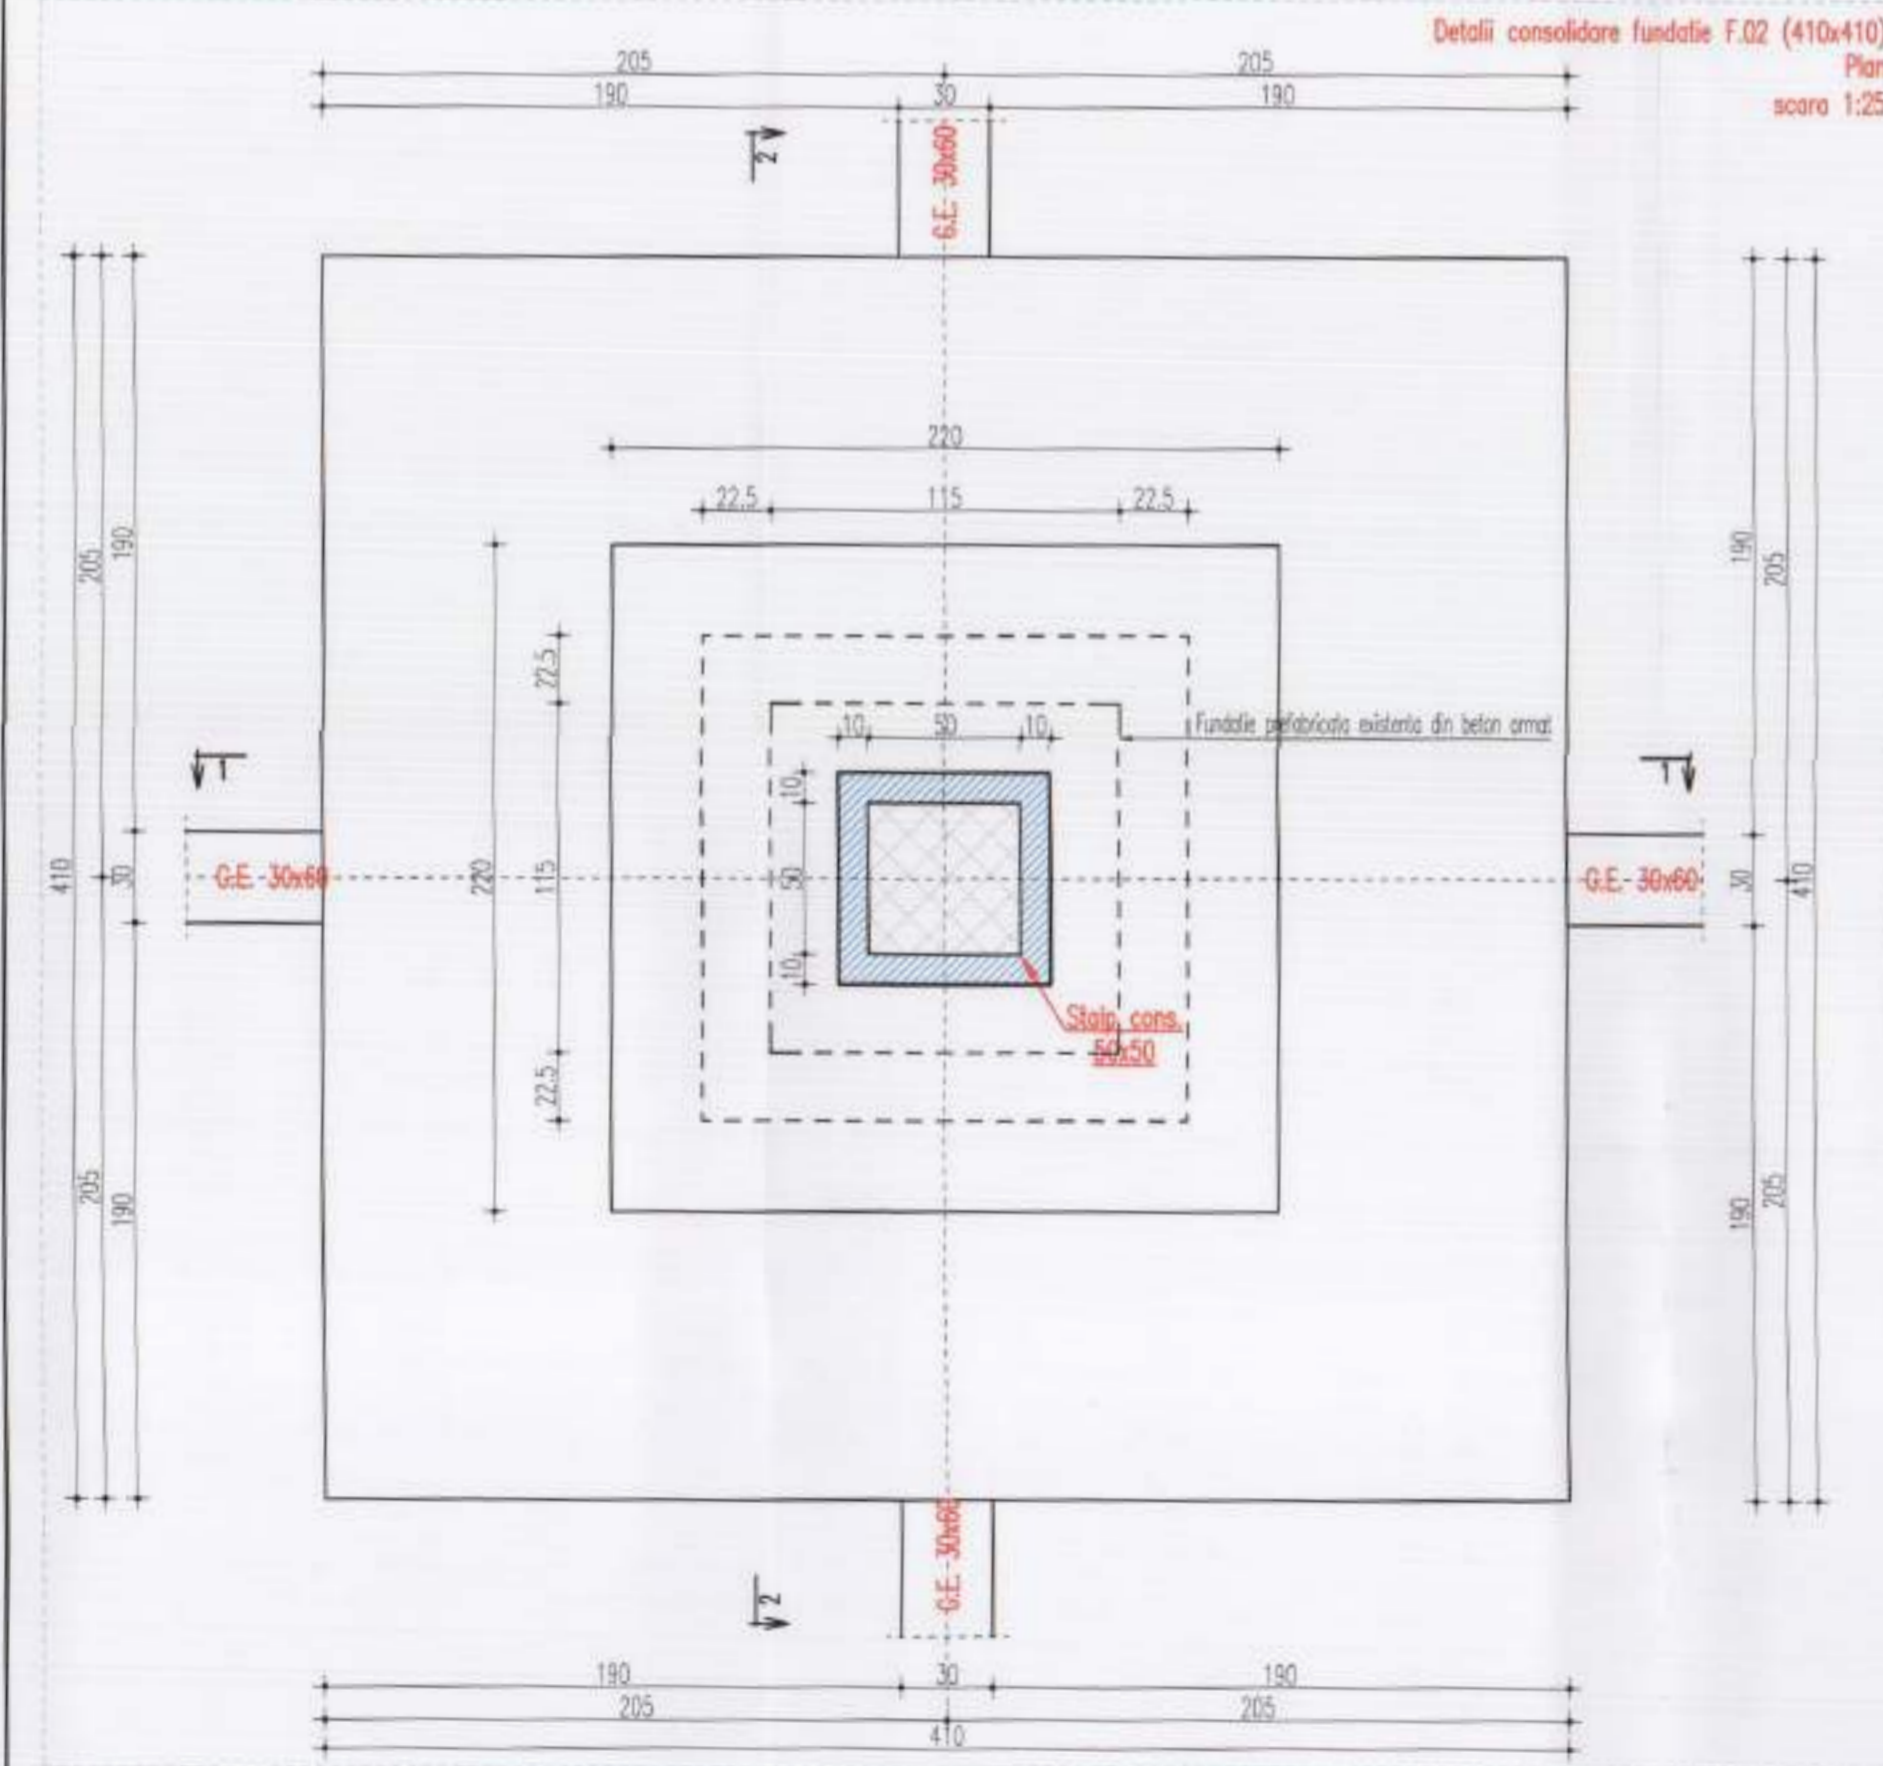 Detalii consolidare fundatie F.02 (410x410)
Plan
scara 1:25
205 205
190 30 190
2
G.E. 30x60
220
22.5 115 22.5
190
205
190
205
22.5
10 50 10
Fundatie prefabricata existenta din beton armat
1
1
10
410
30
G.E. 30x60
220
115
50
G.E. 30x60
30
410
10
Stalp cons.
50x50
22.5
205
190
190
205
G.E. 30x60
2
190 30 190
205 205
410